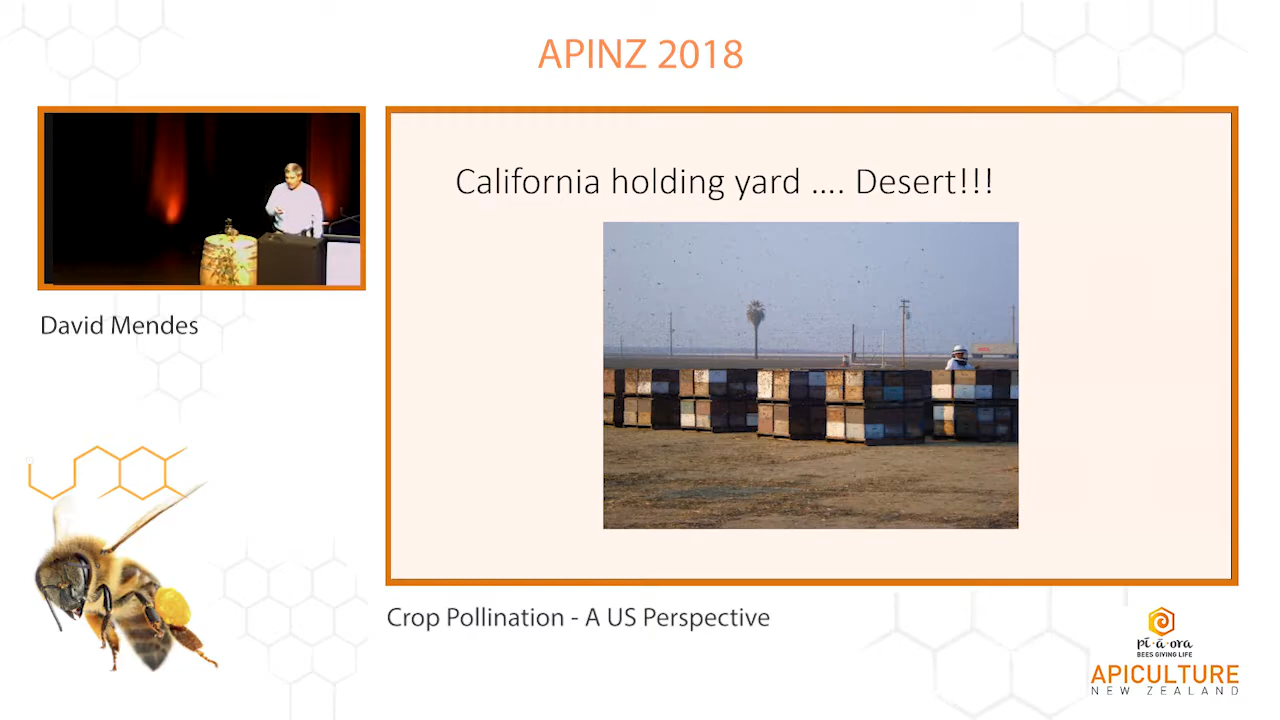 APINZ 2018
California holding yard .... Desert!!!
David Mendes
Crop Pollination - A US Perspective
pī-ā-ora
BEES GIVING LIFE
APICULTURE
NEW ZEALAND